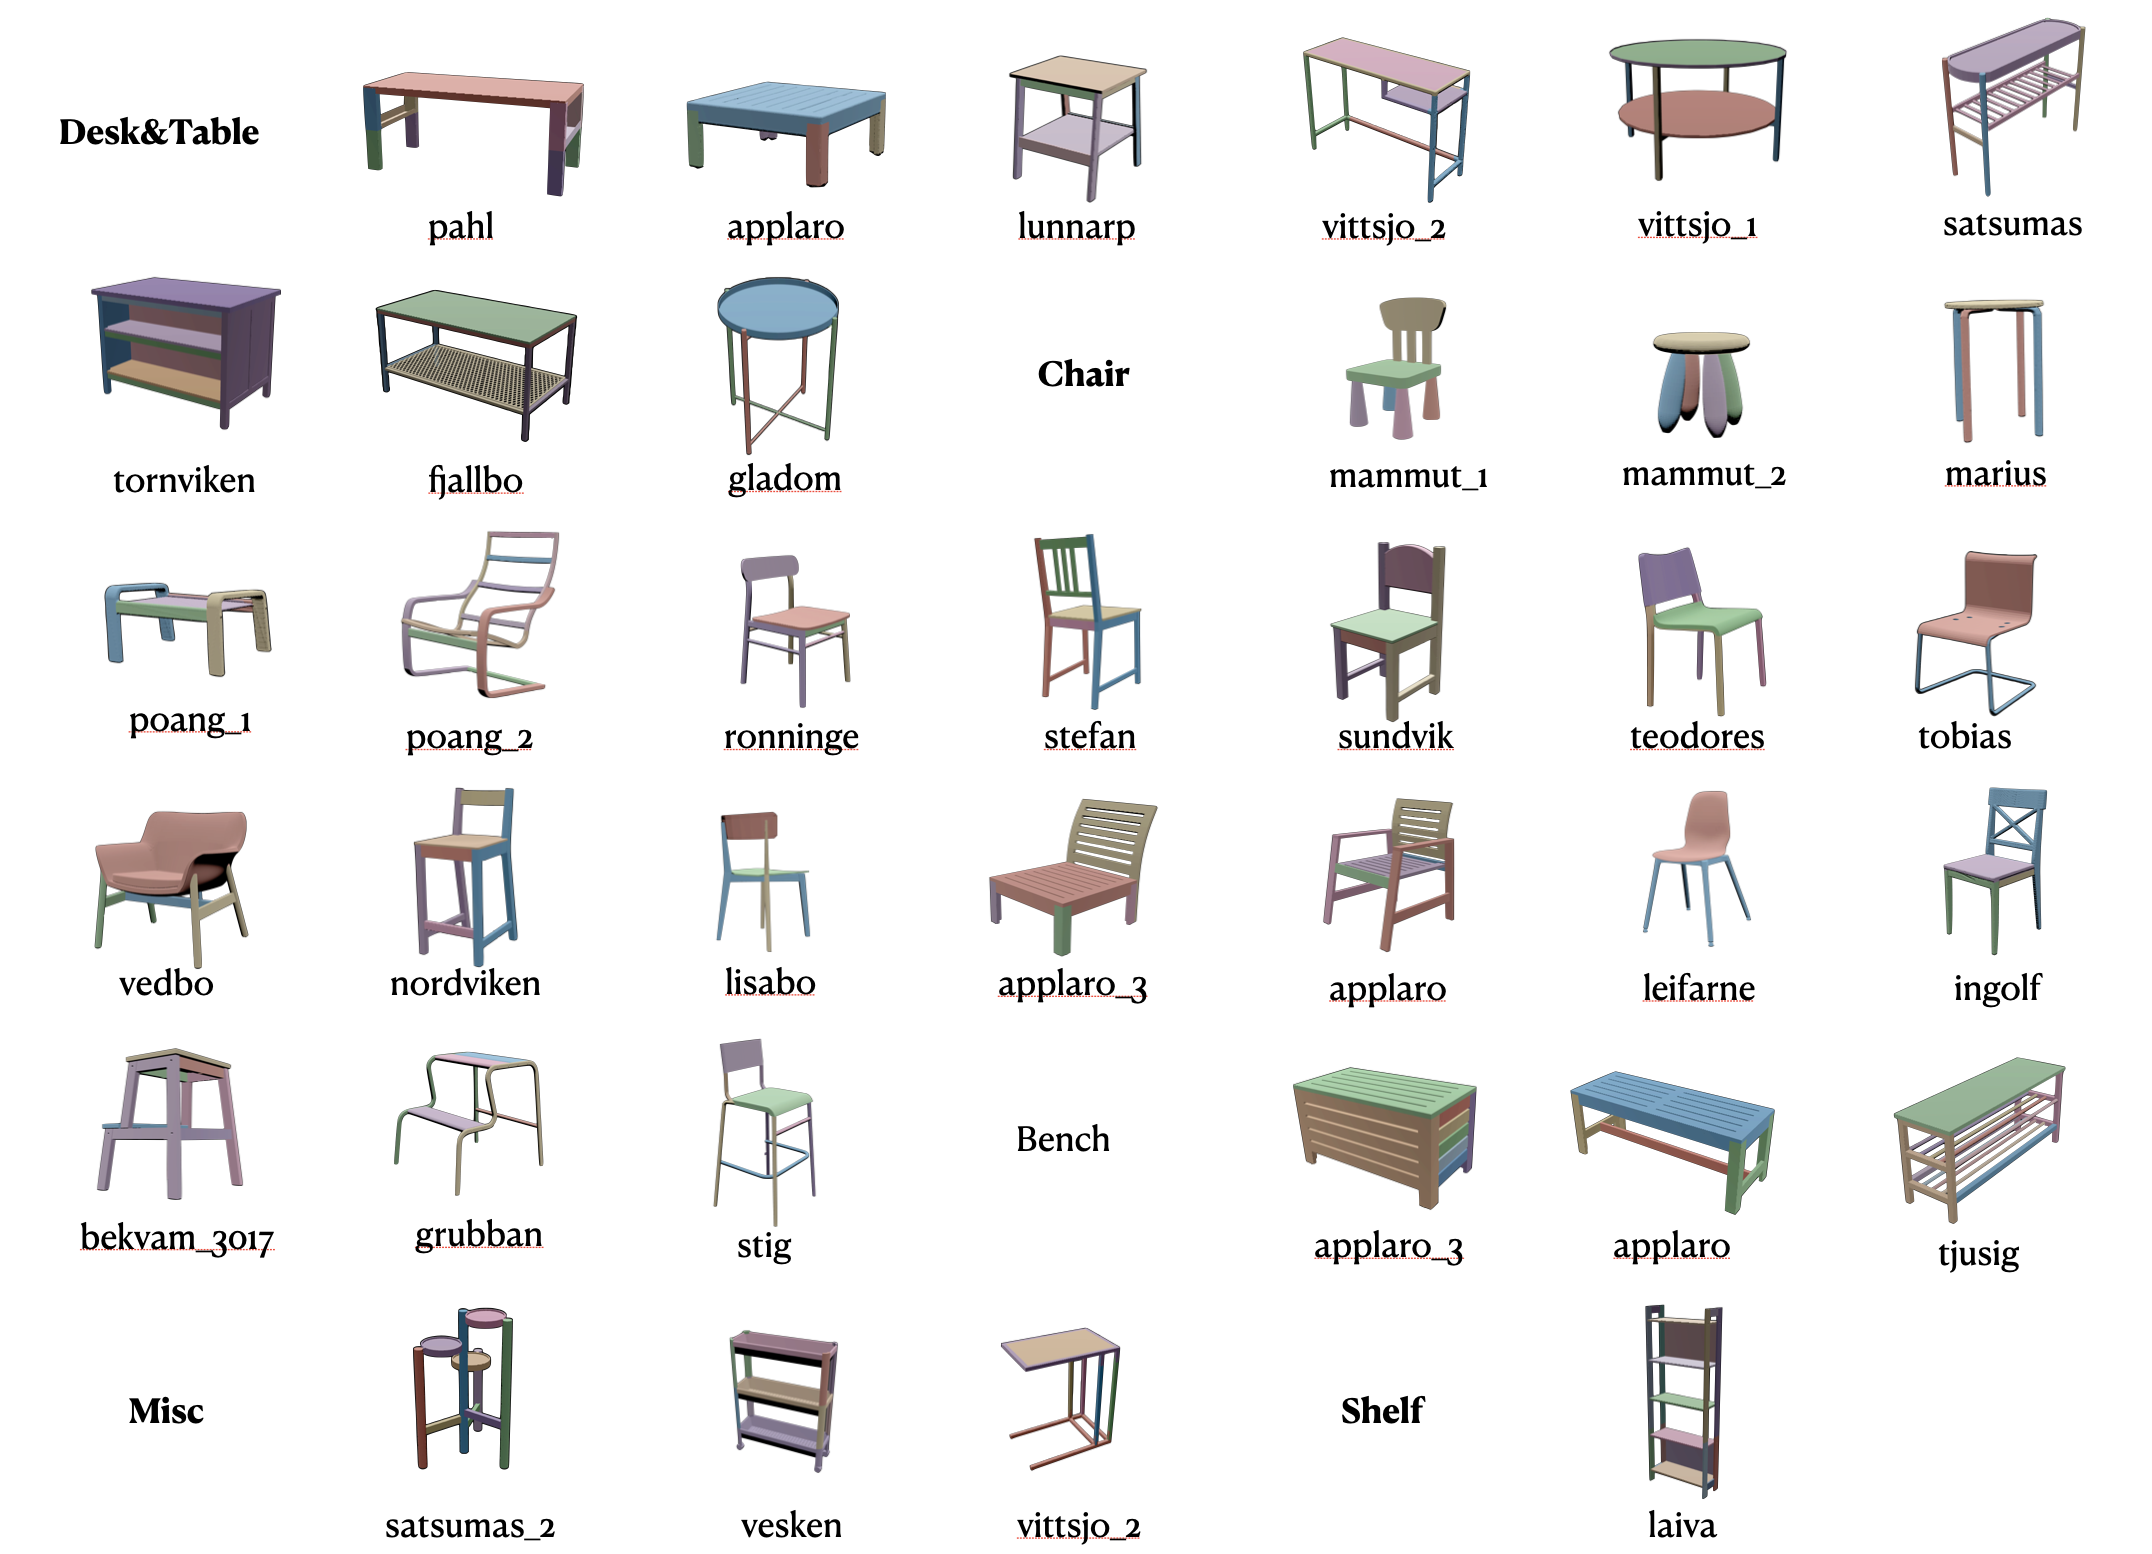 Desk&Table
pahl
applaro
lunnarp
vittsjo_2
vittsjo_1
satsumas
tornviken
fjallbo
gladom
Chair
mammut_1
mammut_2
marius
poang_1
poang_2
ronninge
stefan
sundvik
teodores
tobias
vedbo
nordviken
lisabo
applaro_3
applaro
leifarne
ingolf
bekvam_3017
grubban
stig
Bench
applaro_3
applaro
tjusig
Misc
satsumas_2
vesken
vittsjo_2
Shelf
laiva